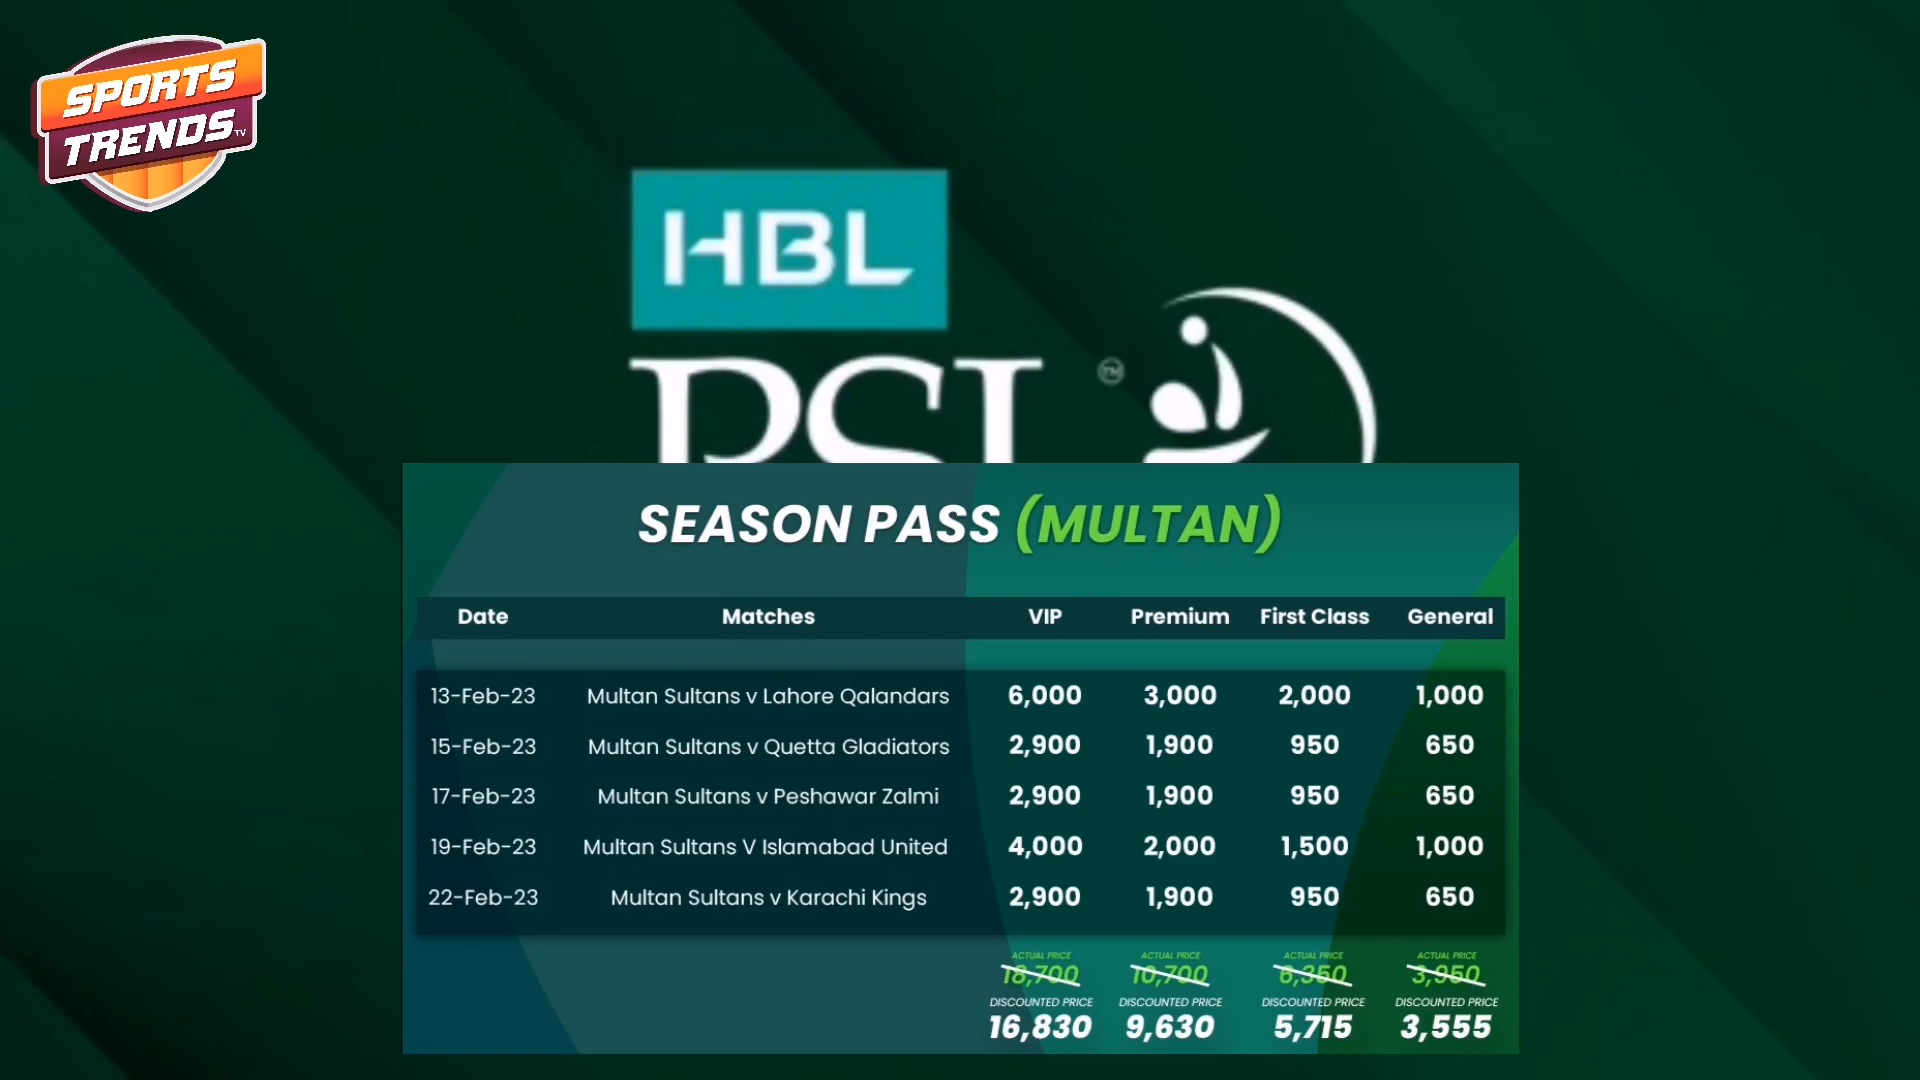 SPORTS
TRENDS TV
HBL
PSL
TM
SEASON PASS (MULTAN)
Date Matches VIP Premium First Class General
13-Feb-23 Multan Sultans v Lahore Qalandars 6,000 3,000 2,000 1,000
15-Feb-23 Multan Sultans v Quetta Gladiators 2,900 1,900 950 650
17-Feb-23 Multan Sultans v Peshawar Zalmi 2,900 1,900 950 650
19-Feb-23 Multan Sultans V Islamabad United 4,000 2,000 1,500 1,000
22-Feb-23 Multan Sultans v Karachi Kings 2,900 1,900 950 650
ACTUAL PRICE ACTUAL PRICE ACTUAL PRICE ACTUAL PRICE
18,700 10,700 6,350 3,950
DISCOUNTED PRICE DISCOUNTED PRICE DISCOUNTED PRICE DISCOUNTED PRICE
16,830 9,630 5,715 3,555